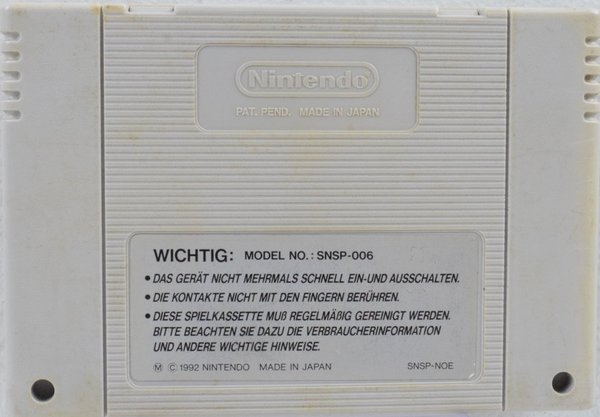 Nintendo
PAT. PEND. MADE IN JAPAN
WICHTIG: MODEL NO.: SNSP-006
• DAS GERÄT NICHT MEHRMALS SCHNELL EIN-UND AUSSCHALTEN.
• DIE KONTAKTE NICHT MIT DEN FINGERN BERÜHREN.
• DIESE SPIELKASSETTE MUß REGELMÄßIG GEREINIGT WERDEN.
BITTE BEACHTEN SIE DAZU DIE VERBRAUCHERINFORMATION
UND ANDERE WICHTIGE HINWEISE.
Ⓜ © 1992 NINTENDO MADE IN JAPAN SNSP-NOE